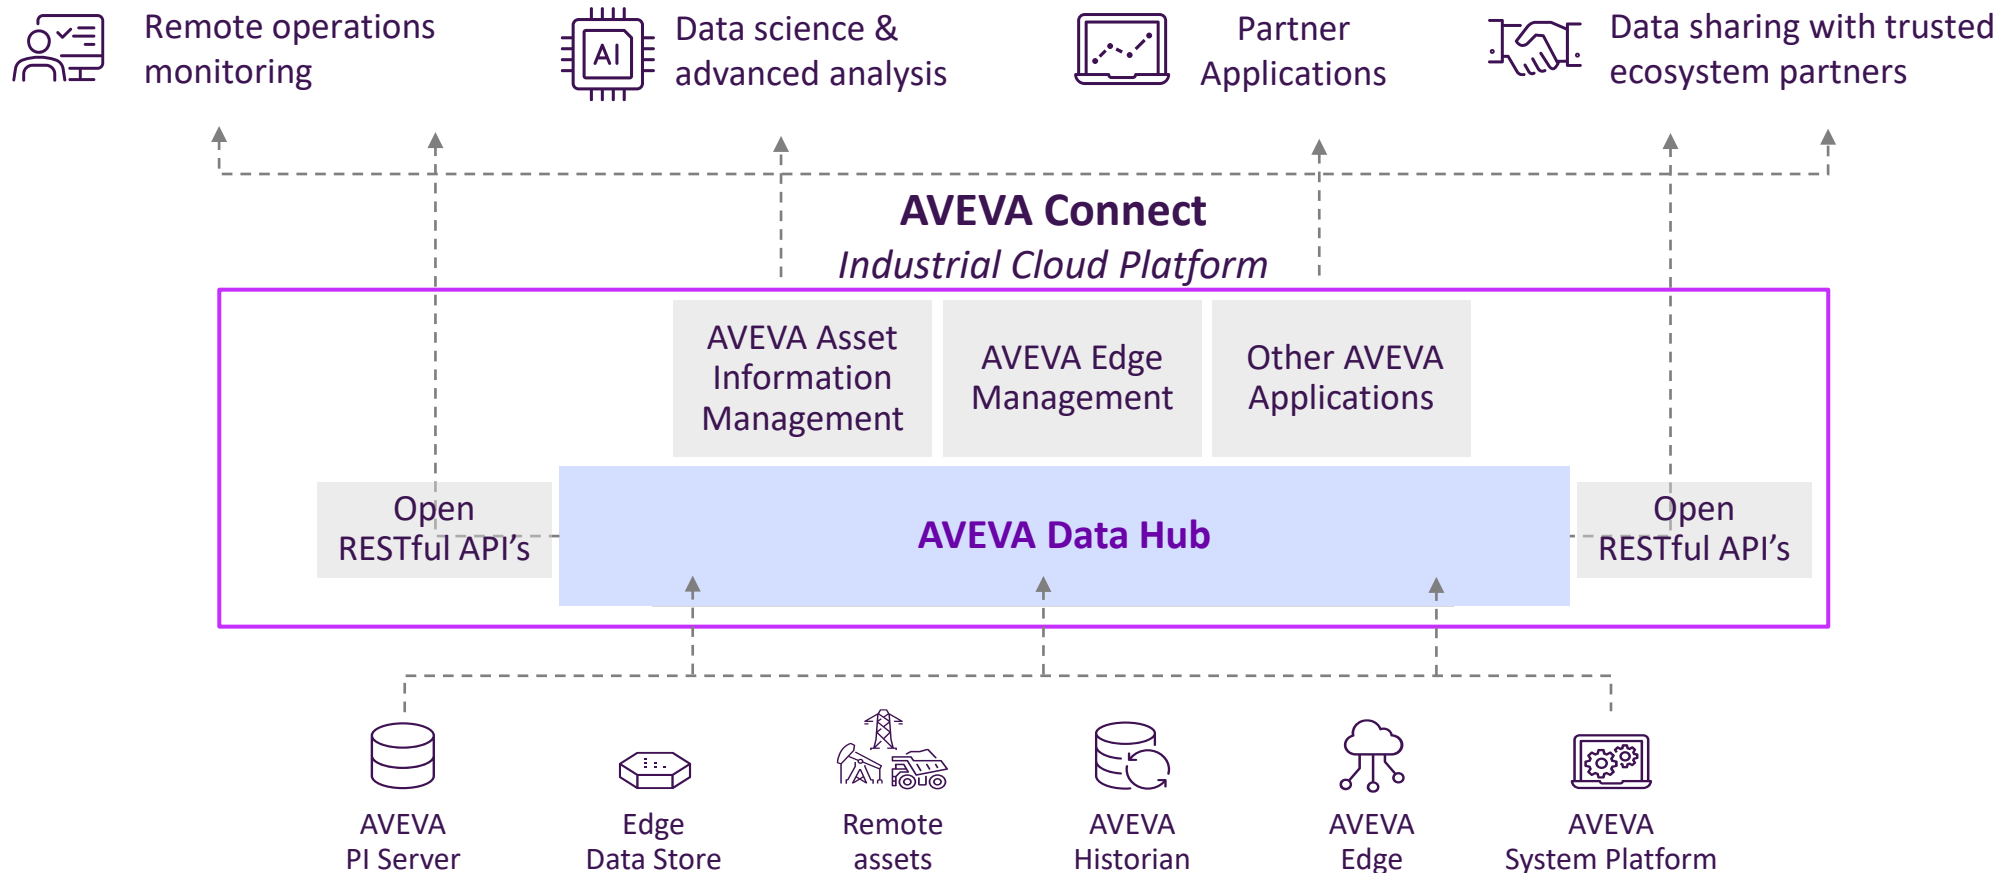 Remote operations
monitoring
AI
Data science &
advanced analysis
Partner
Applications
Data sharing with trusted
ecosystem partners
AVEVA Connect
Industrial Cloud Platform
AVEVA Asset
Information
Management
AVEVA Edge
Management
Other AVEVA
Applications
Open
RESTful API’s
AVEVA Data Hub
Open
RESTful API’s
AVEVA
PI Server
Edge
Data Store
Remote
assets
AVEVA
Historian
AVEVA
Edge
AVEVA
System Platform